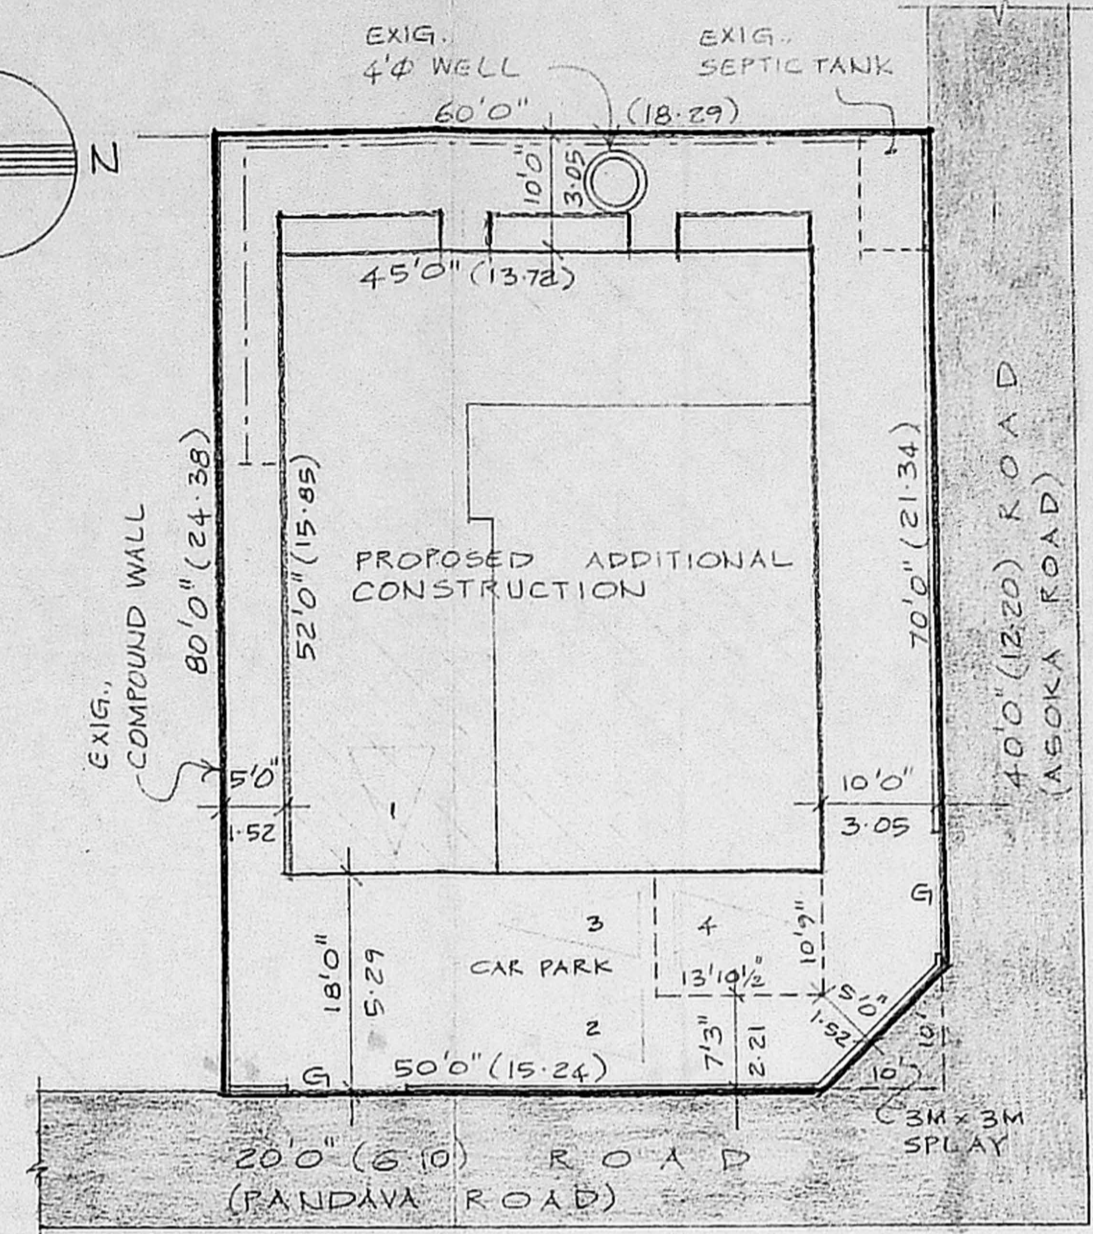 EXIG.
4'Φ WELL
EXIG.,
SEPTIC TANK
60'0" (18.29)
N
10'0"
3.05
45'0" (13.72)
EXIG.,
COMPOUND WALL
80'0" (24.38)
52'0" (15.85)
PROPOSED ADDITIONAL
CONSTRUCTION
70'0" (21.34)
40'0" (12.20) ROAD
(ASOKA ROAD)
5'0"
1.52
1
10'0"
3.05
G
18'0"
5.29
3
4
CAR PARK
2
10'9"
13'10½"
7'3"
2.21
5'0"
1.52
10'
10'
G
50'0" (15.24)
3M x 3M
SPLAY
20'0" (6.10) ROAD
(PANDAVA ROAD)